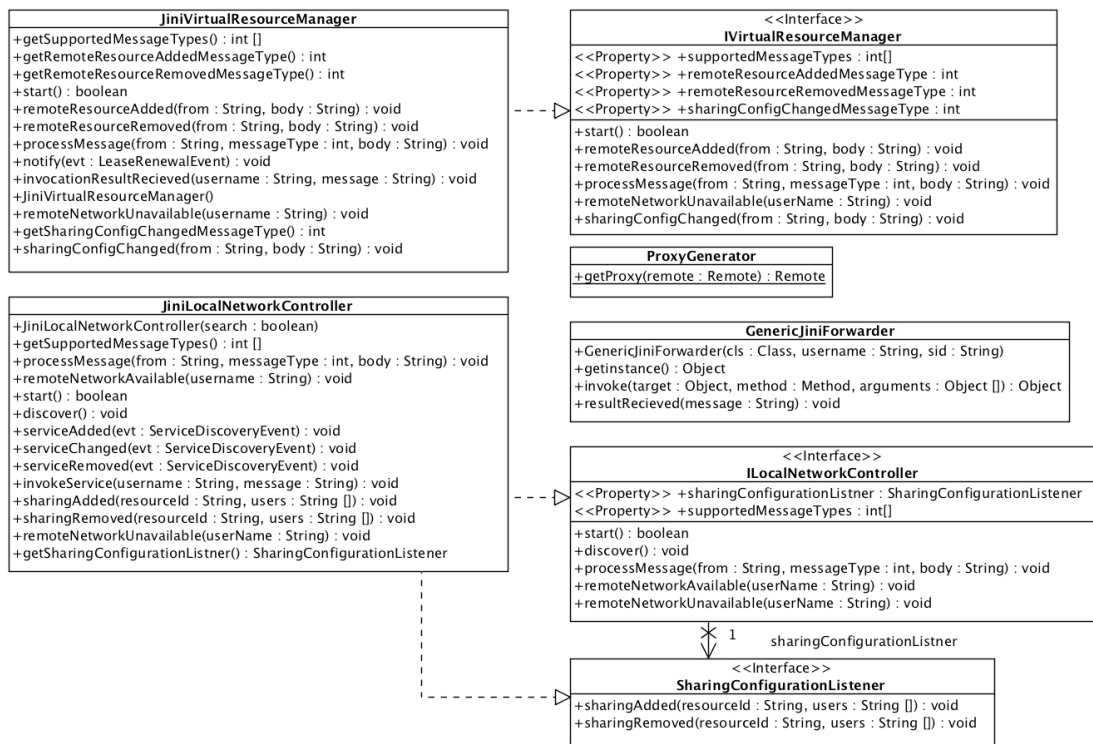 JiniVirtualResourceManager
+getSupportedMessageTypes() : int []
+getRemoteResourceAddedMessageType() : int
+getRemoteResourceRemovedMessageType() : int
+start() : boolean
+remoteResourceAdded(from : String, body : String) : void
+remoteResourceRemoved(from : String, body : String) : void
+processMessage(from : String, messageType : int, body : String) : void
+notify(evt : LeaseRenewalEvent) : void
+invocationResultRecieved(username : String, message : String) : void
+JiniVirtualResourceManager()
+remoteNetworkUnavailable(username : String) : void
+getSharingConfigChangedMessageType() : int
+sharingConfigChanged(from : String, body : String) : void
<<Interface>>
IVirtualResourceManager
<<Property>> +supportedMessageTypes : int[]
<<Property>> +remoteResourceAddedMessageType : int
<<Property>> +remoteResourceRemovedMessageType : int
<<Property>> +sharingConfigChangedMessageType : int
+start() : boolean
+remoteResourceAdded(from : String, body : String) : void
+remoteResourceRemoved(from : String, body : String) : void
+processMessage(from : String, messageType : int, body : String) : void
+remoteNetworkUnavailable(userName : String) : void
+sharingConfigChanged(from : String, body : String) : void
ProxyGenerator
+getProxy(remote : Remote) : Remote
JiniLocalNetworkController
+JiniLocalNetworkController(search : boolean)
+getSupportedMessageTypes() : int []
+processMessage(from : String, messageType : int, body : String) : void
+remoteNetworkAvailable(username : String) : void
+start() : boolean
+discover() : void
+serviceAdded(evt : ServiceDiscoveryEvent) : void
+serviceChanged(evt : ServiceDiscoveryEvent) : void
+serviceRemoved(evt : ServiceDiscoveryEvent) : void
+invokeService(username : String, message : String) : void
+sharingAdded(resourceId : String, users : String []) : void
+sharingRemoved(resourceId : String, users : String []) : void
+remoteNetworkUnavailable(userName : String) : void
+getSharingConfigurationListner() : SharingConfigurationListener
GenericJiniForwarder
+GenericJiniForwarder(cls : Class, username : String, sid : String)
+getinstance() : Object
+invoke(target : Object, method : Method, arguments : Object []) : Object
+resultRecieved(message : String) : void
<<Interface>>
ILocalNetworkController
<<Property>> +sharingConfigurationListner : SharingConfigurationListener
<<Property>> +supportedMessageTypes : int[]
+start() : boolean
+discover() : void
+processMessage(from : String, messageType : int, body : String) : void
+remoteNetworkAvailable(userName : String) : void
+remoteNetworkUnavailable(userName : String) : void
1
sharingConfigurationListner
<<Interface>>
SharingConfigurationListener
+sharingAdded(resourceId : String, users : String []) : void
+sharingRemoved(resourceId : String, users : String []) : void